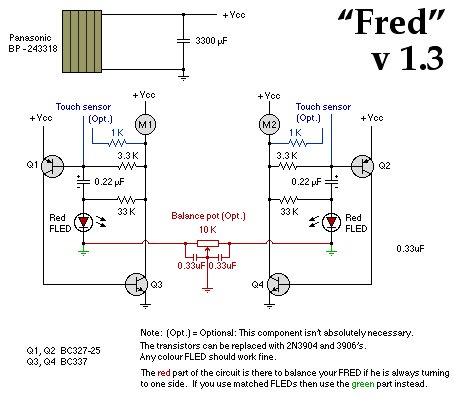 “Fred”
v 1.3
Panasonic
BP - 243318
+ Vcc
3300 µF
+ Vcc
Touch sensor
(Opt.)
+Vcc
M1
1 K
3.3 K
Q1
0.22 µF
33 K
Red
FLED
Q3
+Vcc
Touch sensor
(Opt.)
+ Vcc
M2
1 K
3.3 K
Q2
0.22 µF
33 K
Red
FLED
Q4
Balance pot (Opt.)
10 K
0.33uF
0.33uF
0.33uF
Note: (Opt.) = Optional: This component isn't absolutely necessary.
The transistors can be replaced with 2N3904 and 3906's.
Any colour FLED should work fine.
Q1, Q2 BC327-25
Q3, Q4 BC337
The red part of the circuit is there to balance your FRED if he is always turning
to one side. If you use matched FLEDs then use the green part instead.